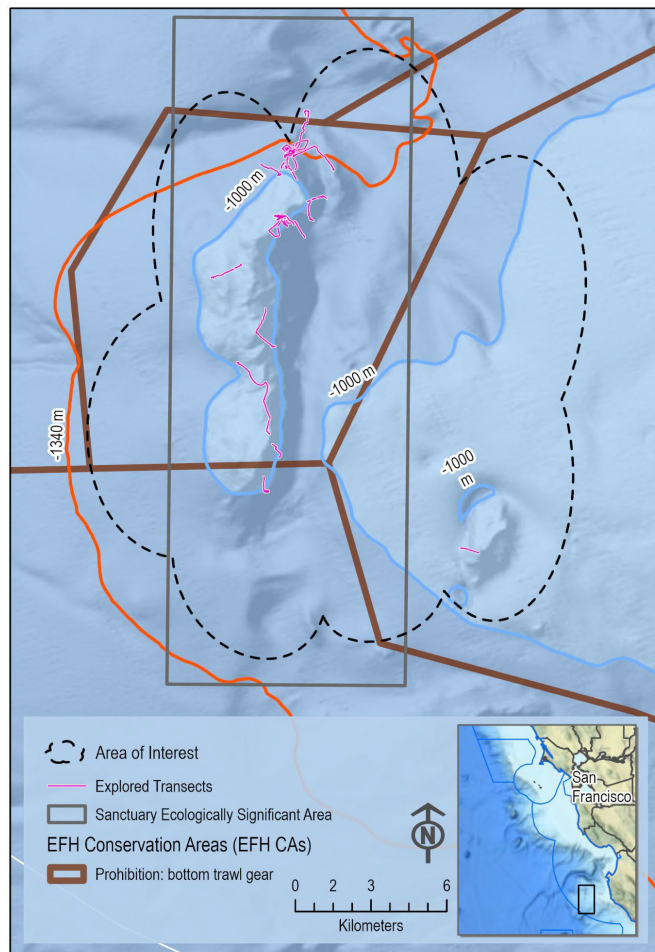 -1000 m
-1000 m
-1340 m
-1000
m
Area of Interest
Explored Transects
Sanctuary Ecologically Significant Area
EFH Conservation Areas (EFH CAs)
Prohibition: bottom trawl gear
N
0 2 4 6
Kilometers
San
Francisco